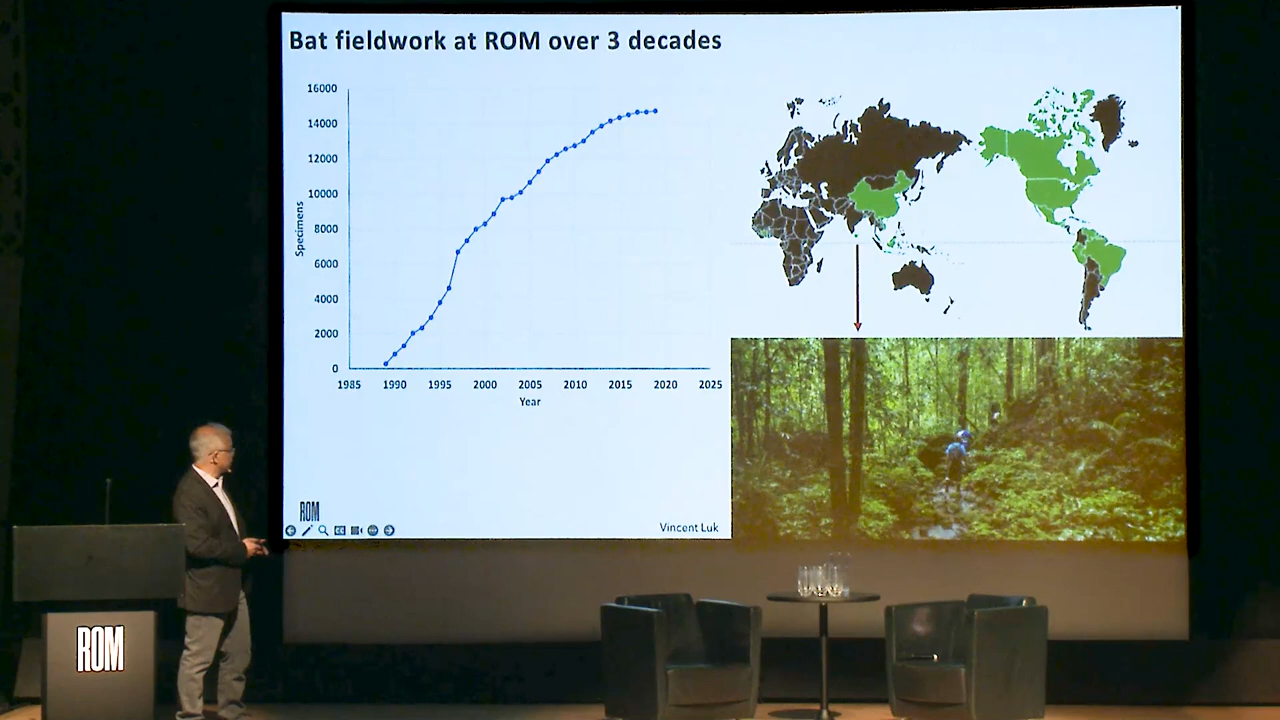 Bat fieldwork at ROM over 3 decades
16000
14000
12000
10000
8000
6000
4000
2000
0
Specimens
1985 1990 1995 2000 2005 2010 2015 2020 2025
Year
ROM
Vincent Luk
ROM